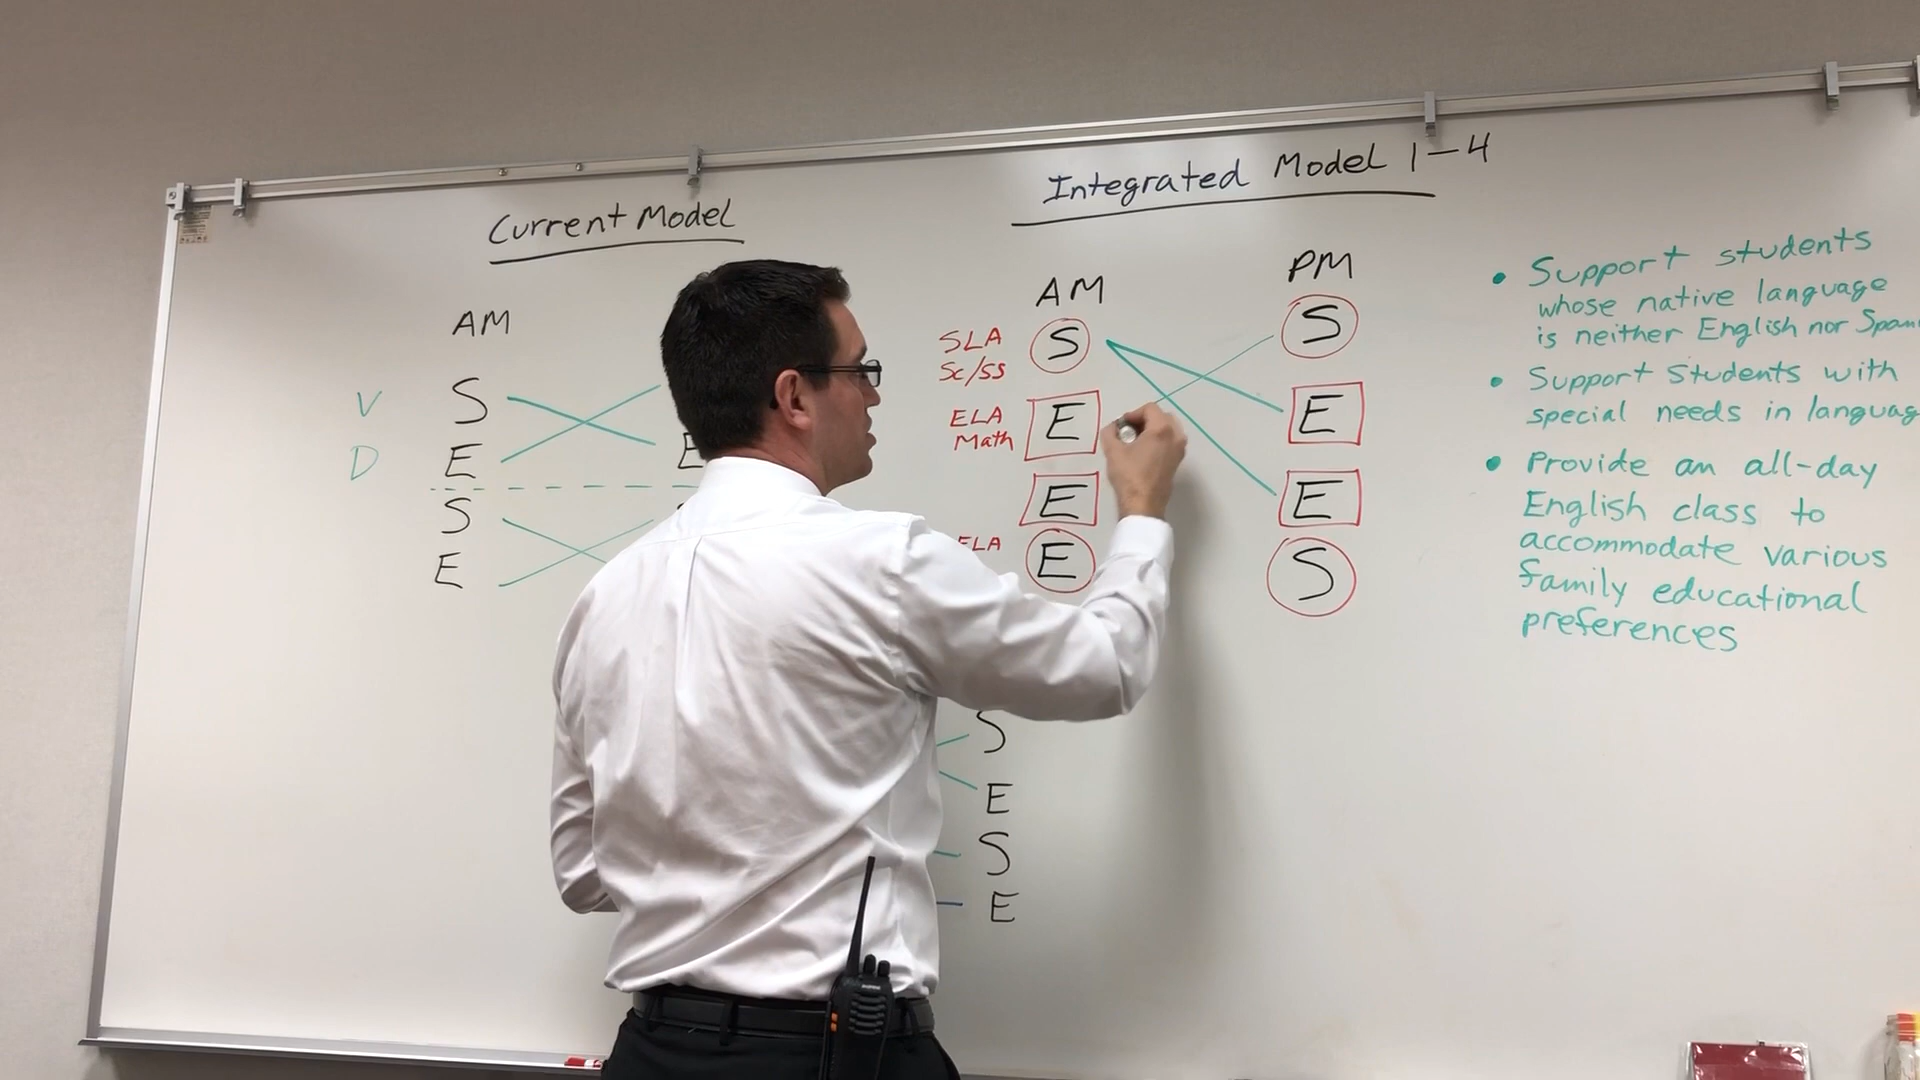 Current Model
AM
V
S
D
E
E
S
E
Integrated Model 1-4
AM
PM
SLA
Sc/SS
S
S
ELA
Math
E
E
E
E
ELA
E
S
S
E
S
E
• Support students
whose native language
is neither English nor
• Support students with
special needs in
• Provide an all-day
English class to
accommodate various
family educational
preferences